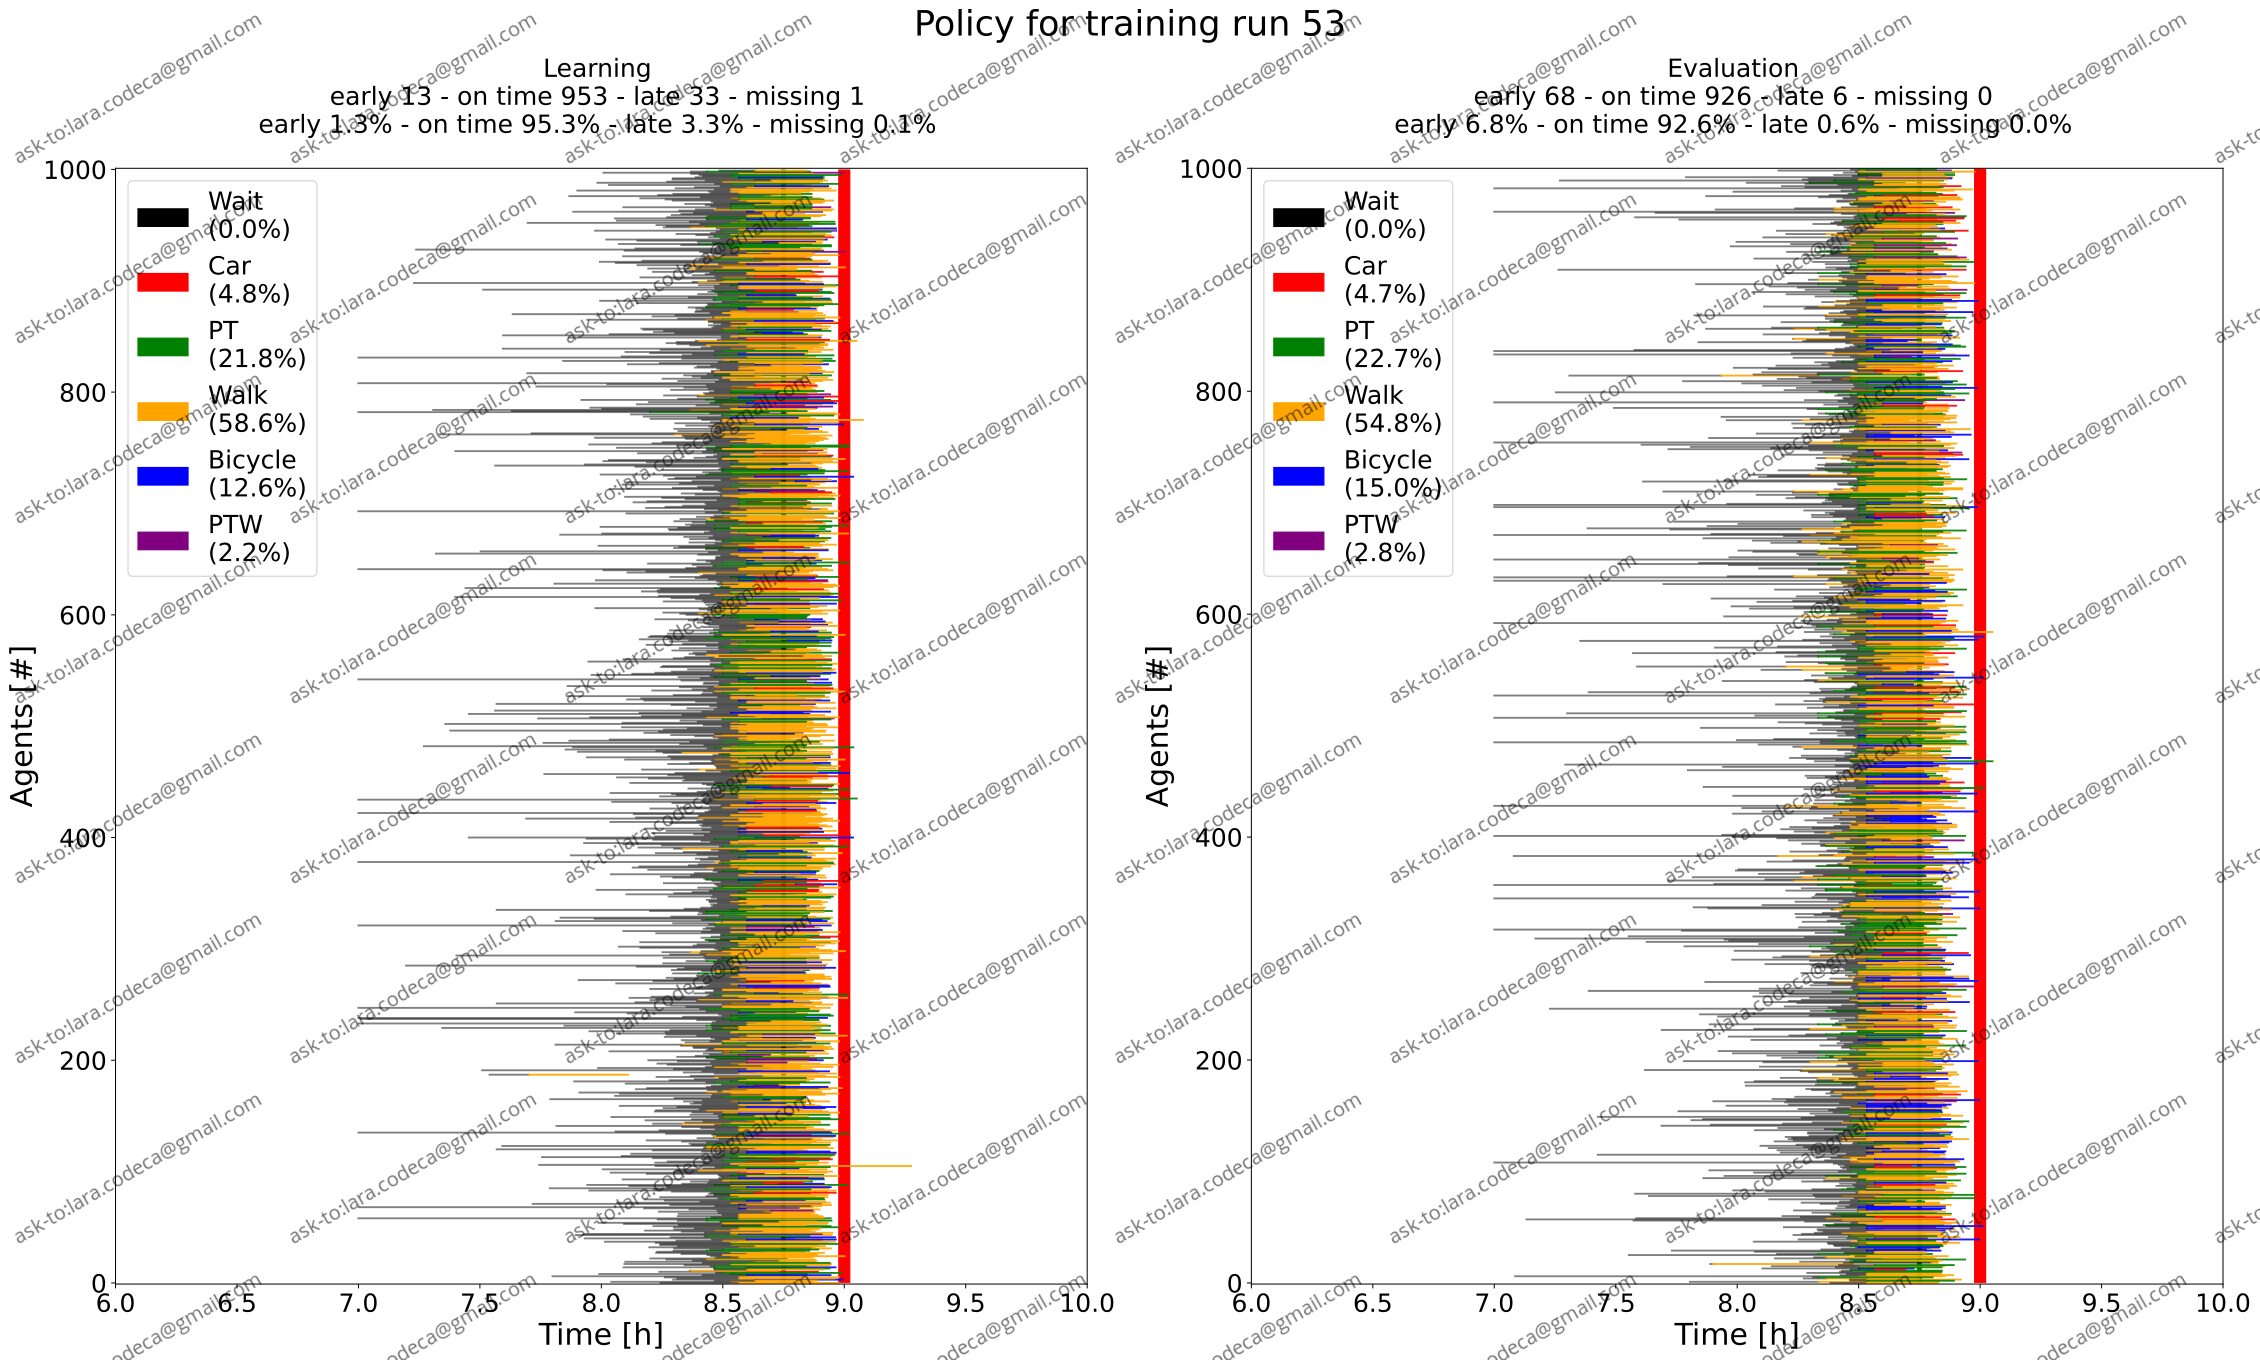 Policy for training run 53
Learning
early 13 - on time 953 - late 33 - missing 1
early 1.3% - on time 95.3% - late 3.3% - missing 0.1%
Wait
(0.0%)
Car
(4.8%)
PT
(21.8%)
Walk
(58.6%)
Bicycle
(12.6%)
PTW
(2.2%)
1000
800
600
400
200
0
Agents [#]
6.0 6.5 7.0 7.5 8.0 8.5 9.0 9.5 10.0
Time [h]
Evaluation
early 68 - on time 926 - late 6 - missing 0
early 6.8% - on time 92.6% - late 0.6% - missing 0.0%
Wait
(0.0%)
Car
(4.7%)
PT
(22.7%)
Walk
(54.8%)
Bicycle
(15.0%)
PTW
(2.8%)
1000
800
600
400
200
0
Agents [#]
6.0 6.5 7.0 7.5 8.0 8.5 9.0 9.5 10.0
Time [h]
ask-to:lara.codeca@gmail.com